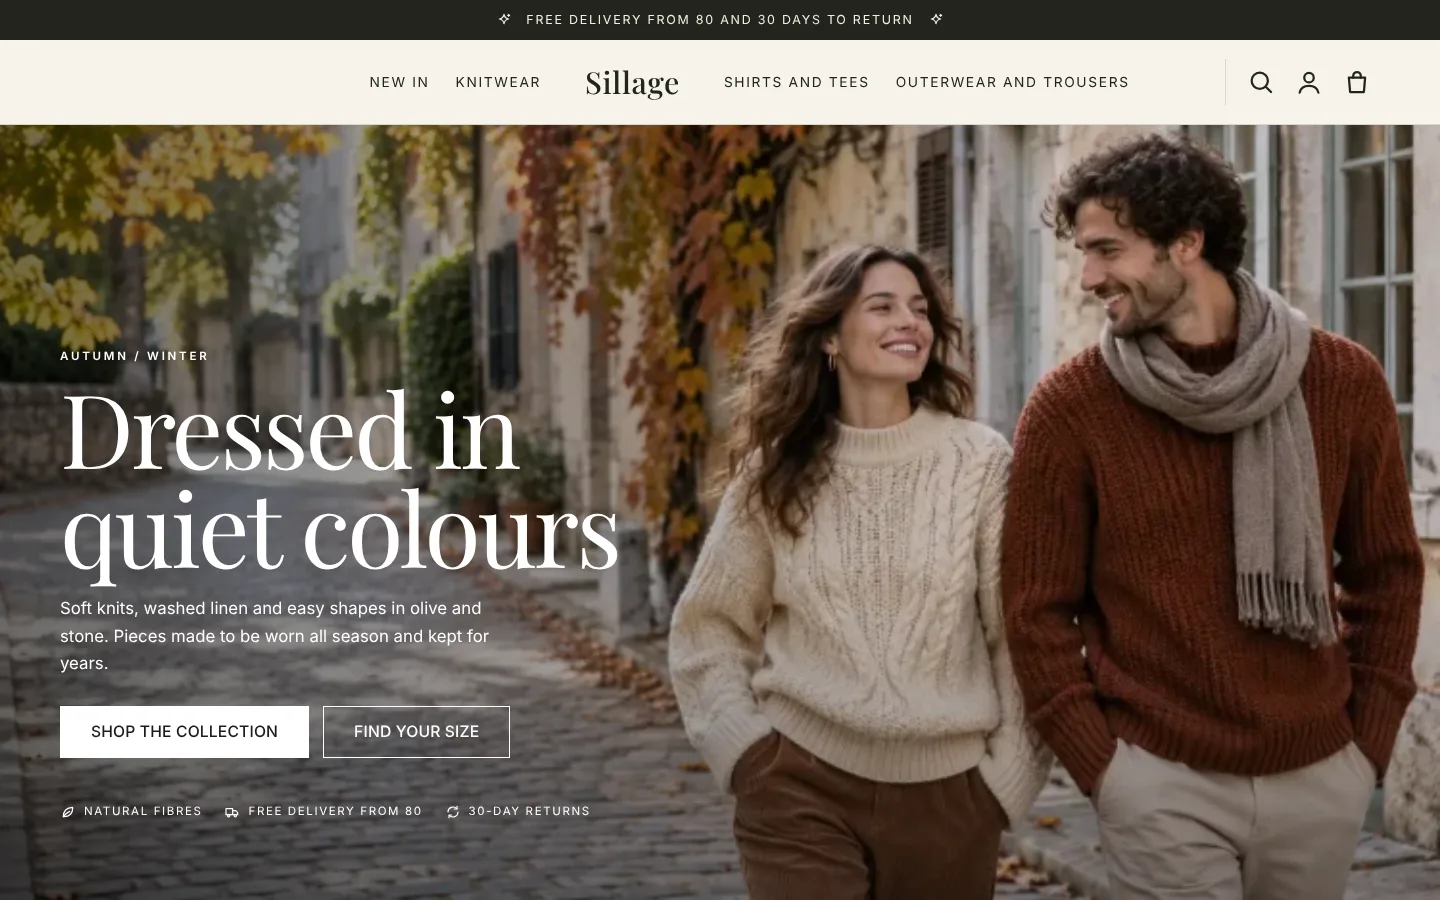 FREE DELIVERY FROM 80 AND 30 DAYS TO RETURN
NEW IN KNITWEAR Sillage SHIRTS AND TEES OUTERWEAR AND TROUSERS
AUTUMN / WINTER
Dressed in
quiet colours
Soft knits, washed linen and easy shapes in olive and
stone. Pieces made to be worn all season and kept for
years.
SHOP THE COLLECTION FIND YOUR SIZE
NATURAL FIBRES FREE DELIVERY FROM 80 30-DAY RETURNS